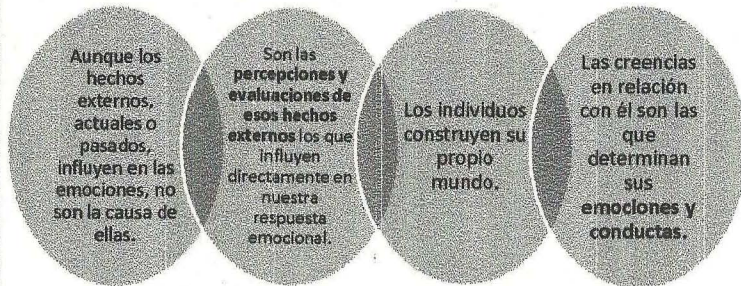 Aunque los
hechos
externos,
actuales o
pasados,
influyen en las
emociones, no
son la causa de
ellas.
Son las
percepciones y
evaluaciones de
esos hechos
externos los que
influyen
directamente en
nuestra
respuesta
emocional.
Los individuos
construyen su
propio
mundo.
Las creencias
en relación
con él son las
que
determinan
sus
emociones y
conductas.